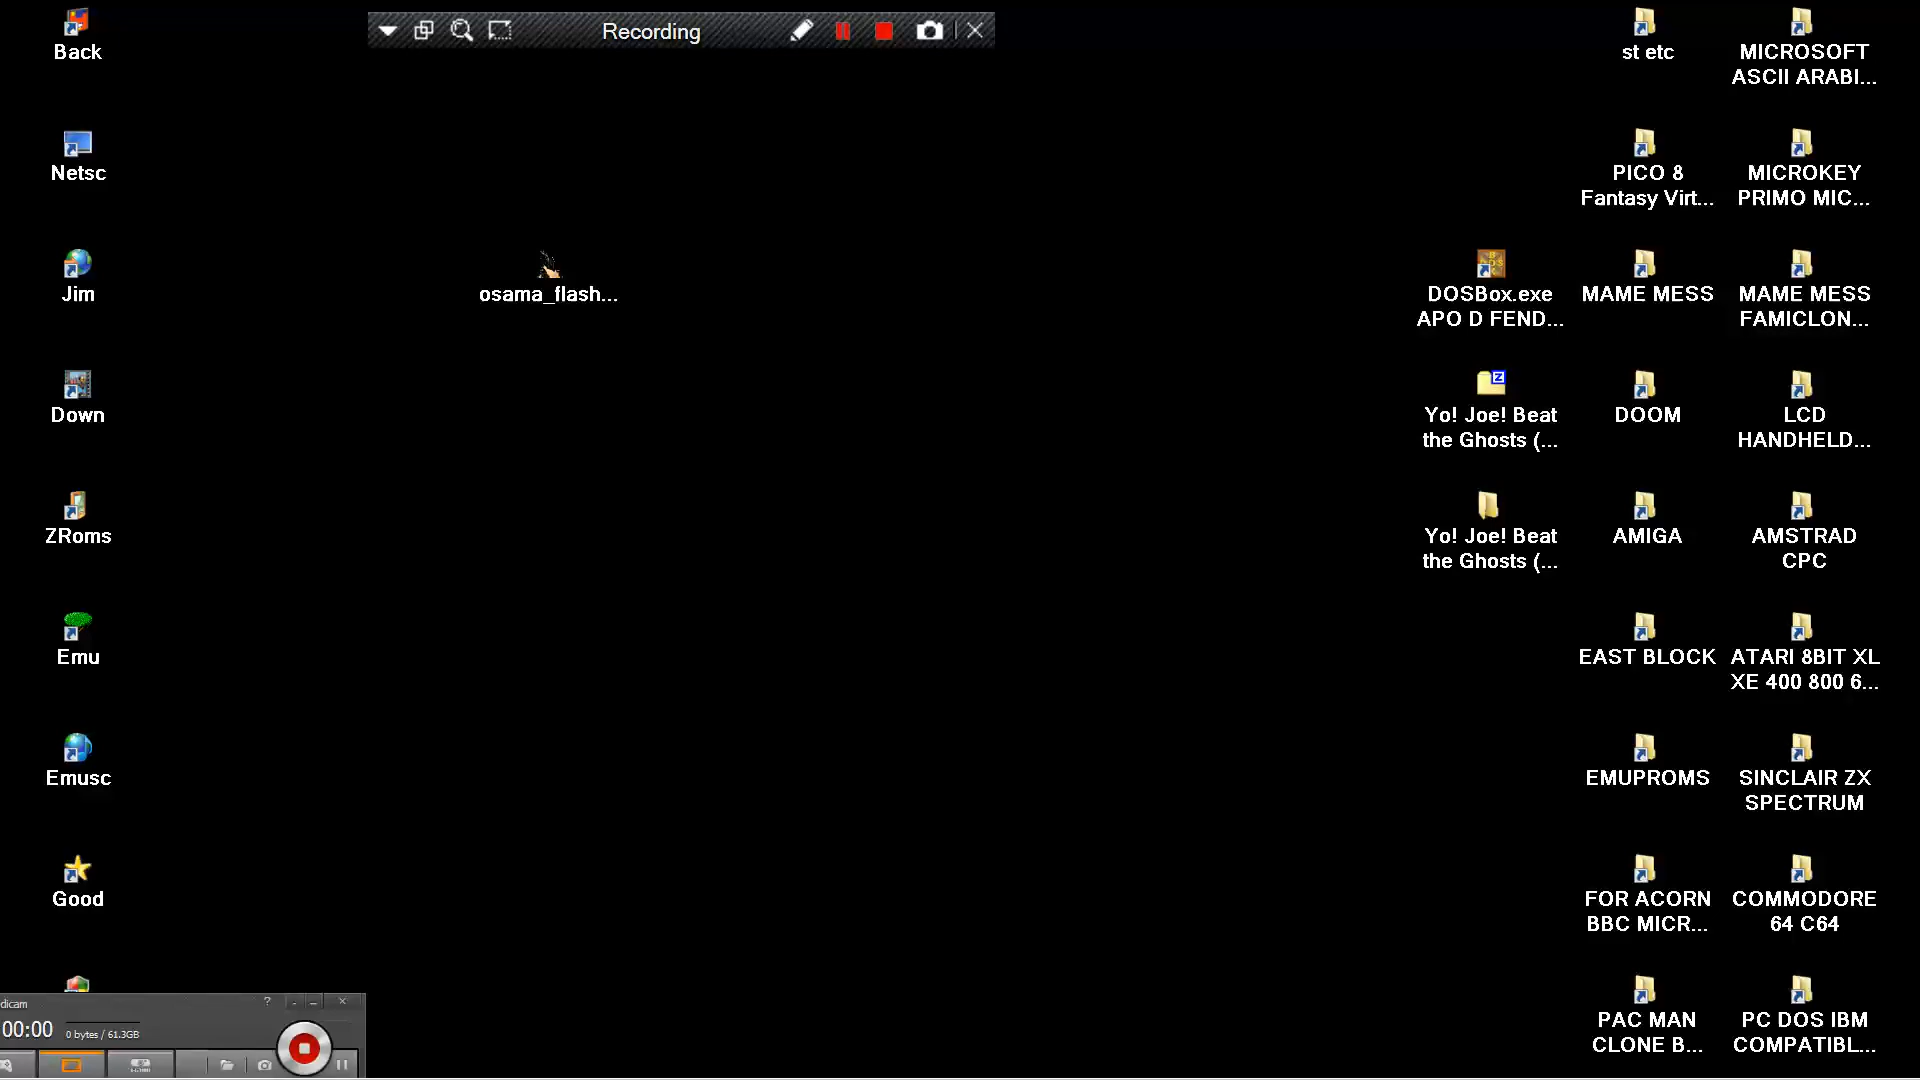 Back
Netsc
Jim
Down
ZRoms
Emu
Emusc
Good
Recording
osama_flash...
DOSBox.exe
APO D FEND...
Yo! Joe! Beat
the Ghosts (...
Yo! Joe! Beat
the Ghosts (...
st etc
PICO 8
Fantasy Virt...
MAME MESS
DOOM
AMIGA
EAST BLOCK
EMUPROMS
FOR ACORN
BBC MICR...
PAC MAN
CLONE B...
MICROSOFT
ASCII ARABI...
MICROKEY
PRIMO MIC...
MAME MESS
FAMICLON...
LCD
HANDHELD...
AMSTRAD
CPC
ATARI 8BIT XL
XE 400 800 6...
SINCLAIR ZX
SPECTRUM
COMMODORE
64 C64
PC DOS IBM
COMPATIBL...
dicam
00:00
0 bytes / 61.3GB